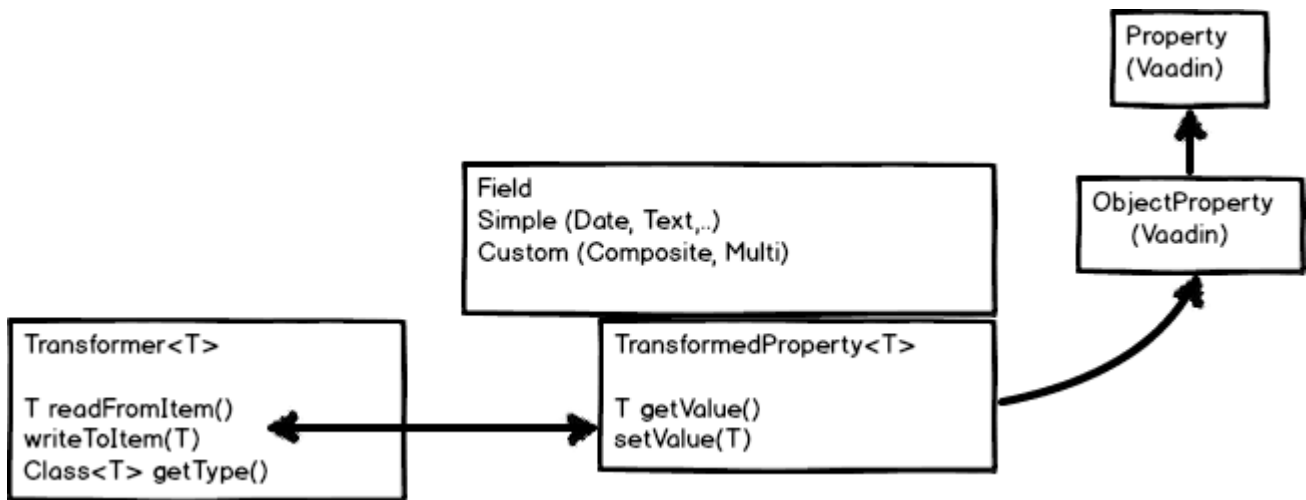 Property
(Vaadin)
Field
Simple (Date, Text,..)
Custom (Composite, Multi)
ObjectProperty
(Vaadin)
Transformer<T>
T readFromItem()
writeToItem(T)
Class<T> getType()
TransformedProperty<T>
T getValue()
setValue(T)